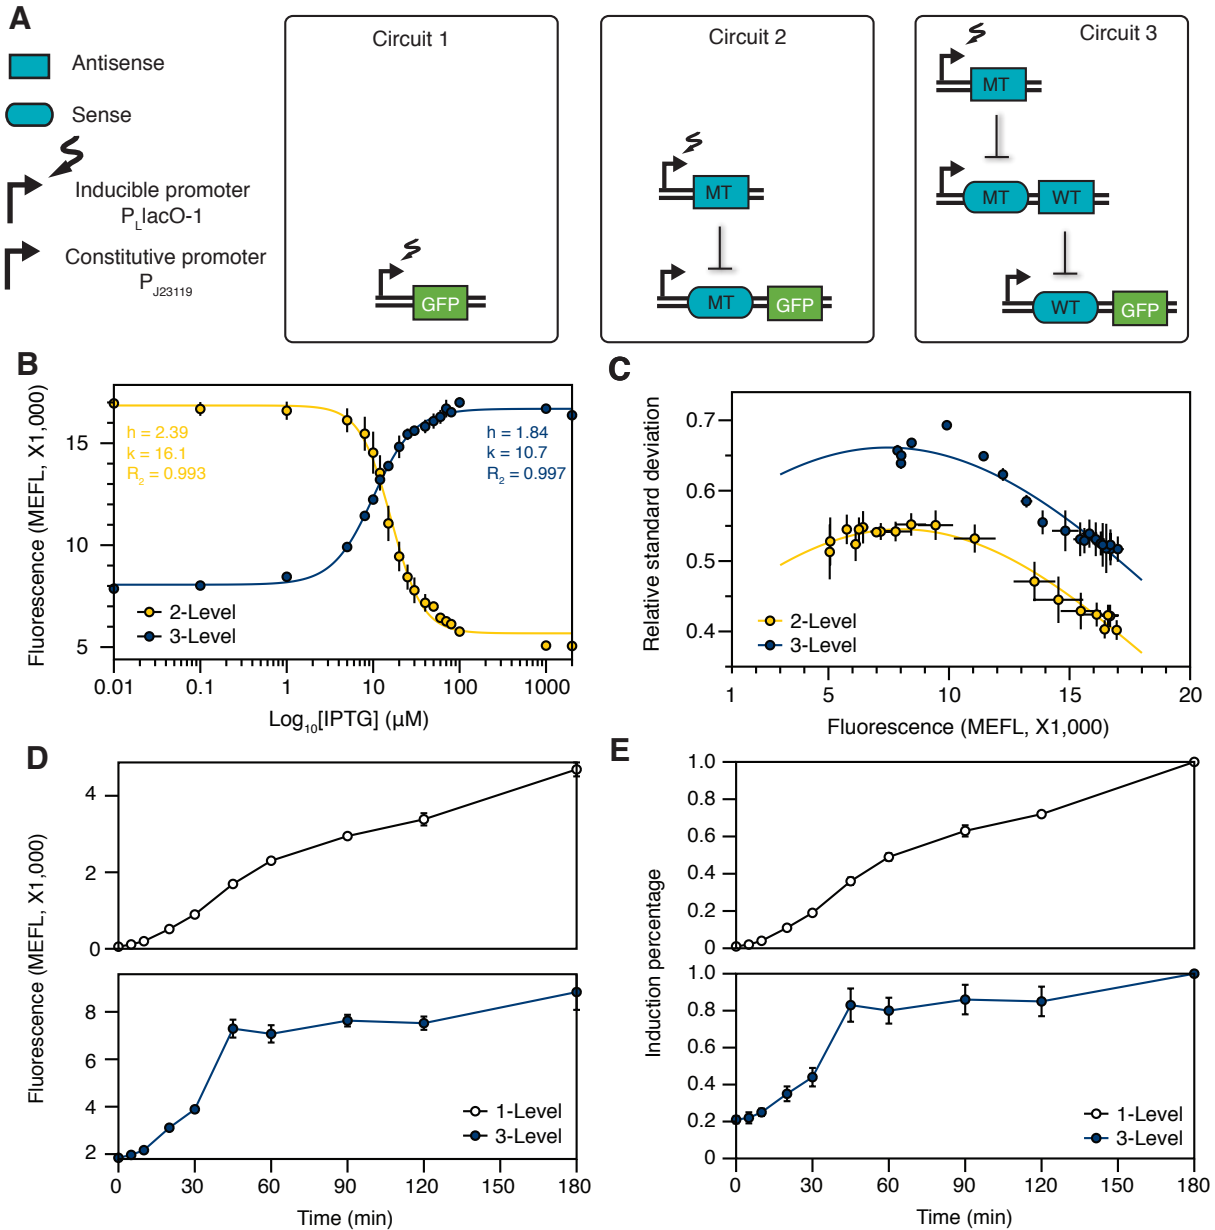 A
Antisense
Sense
Inducible promoter
PLlacO-1
Constitutive promoter
PJ23119
Circuit 1
GFP
Circuit 2
MT
MT
GFP
Circuit 3
MT
MT
WT
WT
GFP
B
Fluorescence (MEFL, X1,000)
15
10
5
h = 2.39
k = 16.1
R2 = 0.993
h = 1.84
k = 10.7
R2 = 0.997
2-Level
3-Level
0.01
0.1
1
10
100
1000
Log10[IPTG] (µM)
C
Relative standard deviation
0.7
0.6
0.5
0.4
2-Level
3-Level
1
5
10
15
20
Fluorescence (MEFL, X1,000)
D
Fluorescence (MEFL, X1,000)
4
2
0
8
6
4
2
1-Level
3-Level
0
30
60
90
120
150
180
Time (min)
E
Induction percentage
1.0
0.8
0.6
0.4
0.2
0
1.0
0.8
0.6
0.4
0.2
0
1-Level
3-Level
0
30
60
90
120
150
180
Time (min)